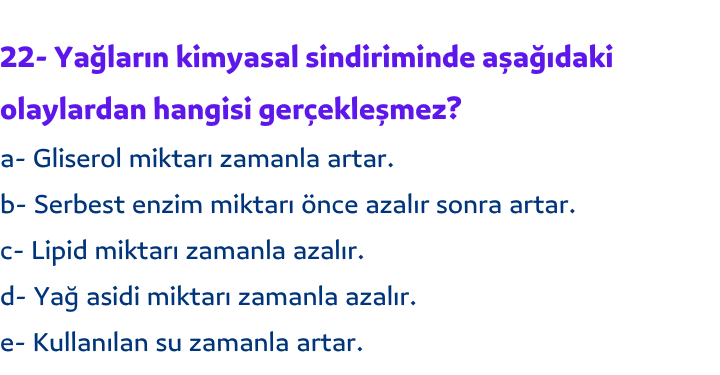 22- Yağların kimyasal sindiriminde aşağıdaki
olaylardan hangisi gerçekleşmez?
a- Gliserol miktarı zamanla artar.
b- Serbest enzim miktarı önce azalır sonra artar.
c- Lipid miktarı zamanla azalır.
d- Yağ asidi miktarı zamanla azalır.
e- Kullanılan su zamanla artar.